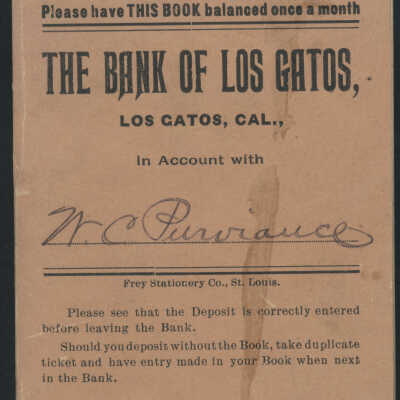 Please have THIS BOOK balanced once a month
THE BANK OF LOS GATOS,
LOS GATOS, CAL.,
In Account with
W. C. Purviance
Frey Stationery Co., St. Louis.
Please see that the Deposit is correctly entered
before leaving the Bank.
Should you deposit without the Book, take duplicate
ticket and have entry made in your Book when next
in the Bank.